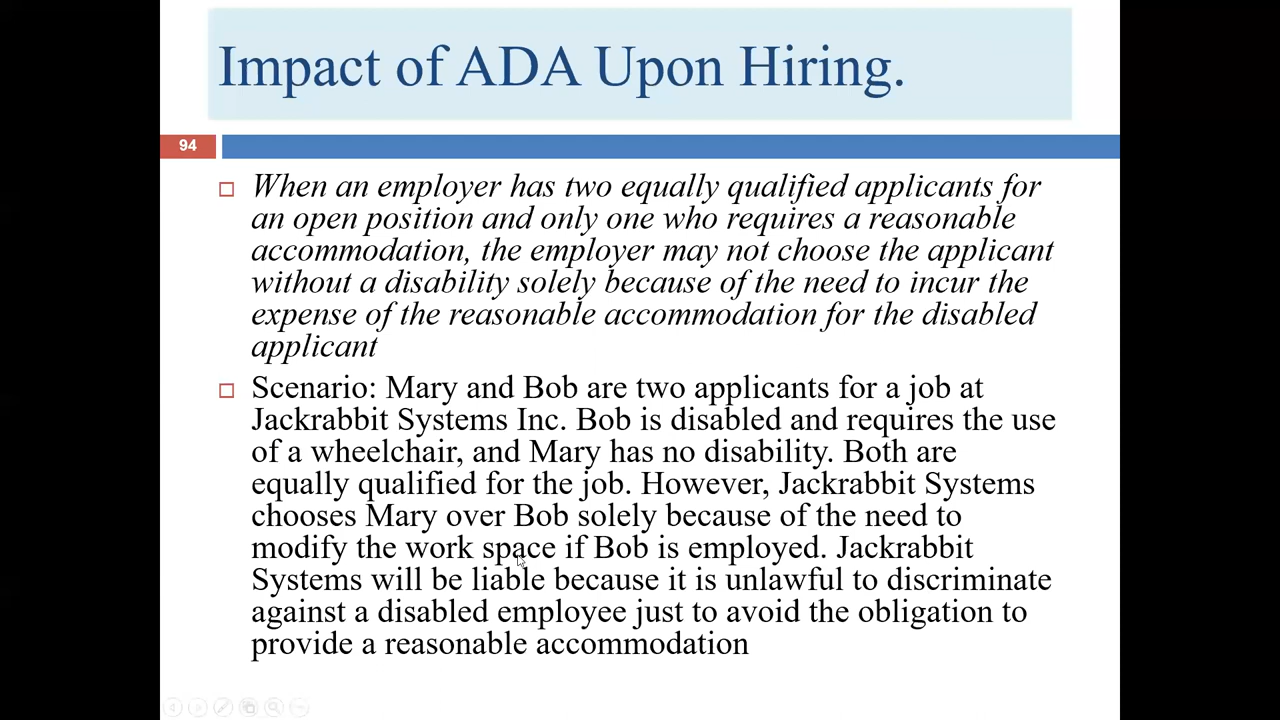 Impact of ADA Upon Hiring.
94
When an employer has two equally qualified applicants for
an open position and only one who requires a reasonable
accommodation, the employer may not choose the applicant
without a disability solely because of the need to incur the
expense of the reasonable accommodation for the disabled
applicant
Scenario: Mary and Bob are two applicants for a job at
Jackrabbit Systems Inc. Bob is disabled and requires the use
of a wheelchair, and Mary has no disability. Both are
equally qualified for the job. However, Jackrabbit Systems
chooses Mary over Bob solely because of the need to
modify the work space if Bob is employed. Jackrabbit
Systems will be liable because it is unlawful to discriminate
against a disabled employee just to avoid the obligation to
provide a reasonable accommodation